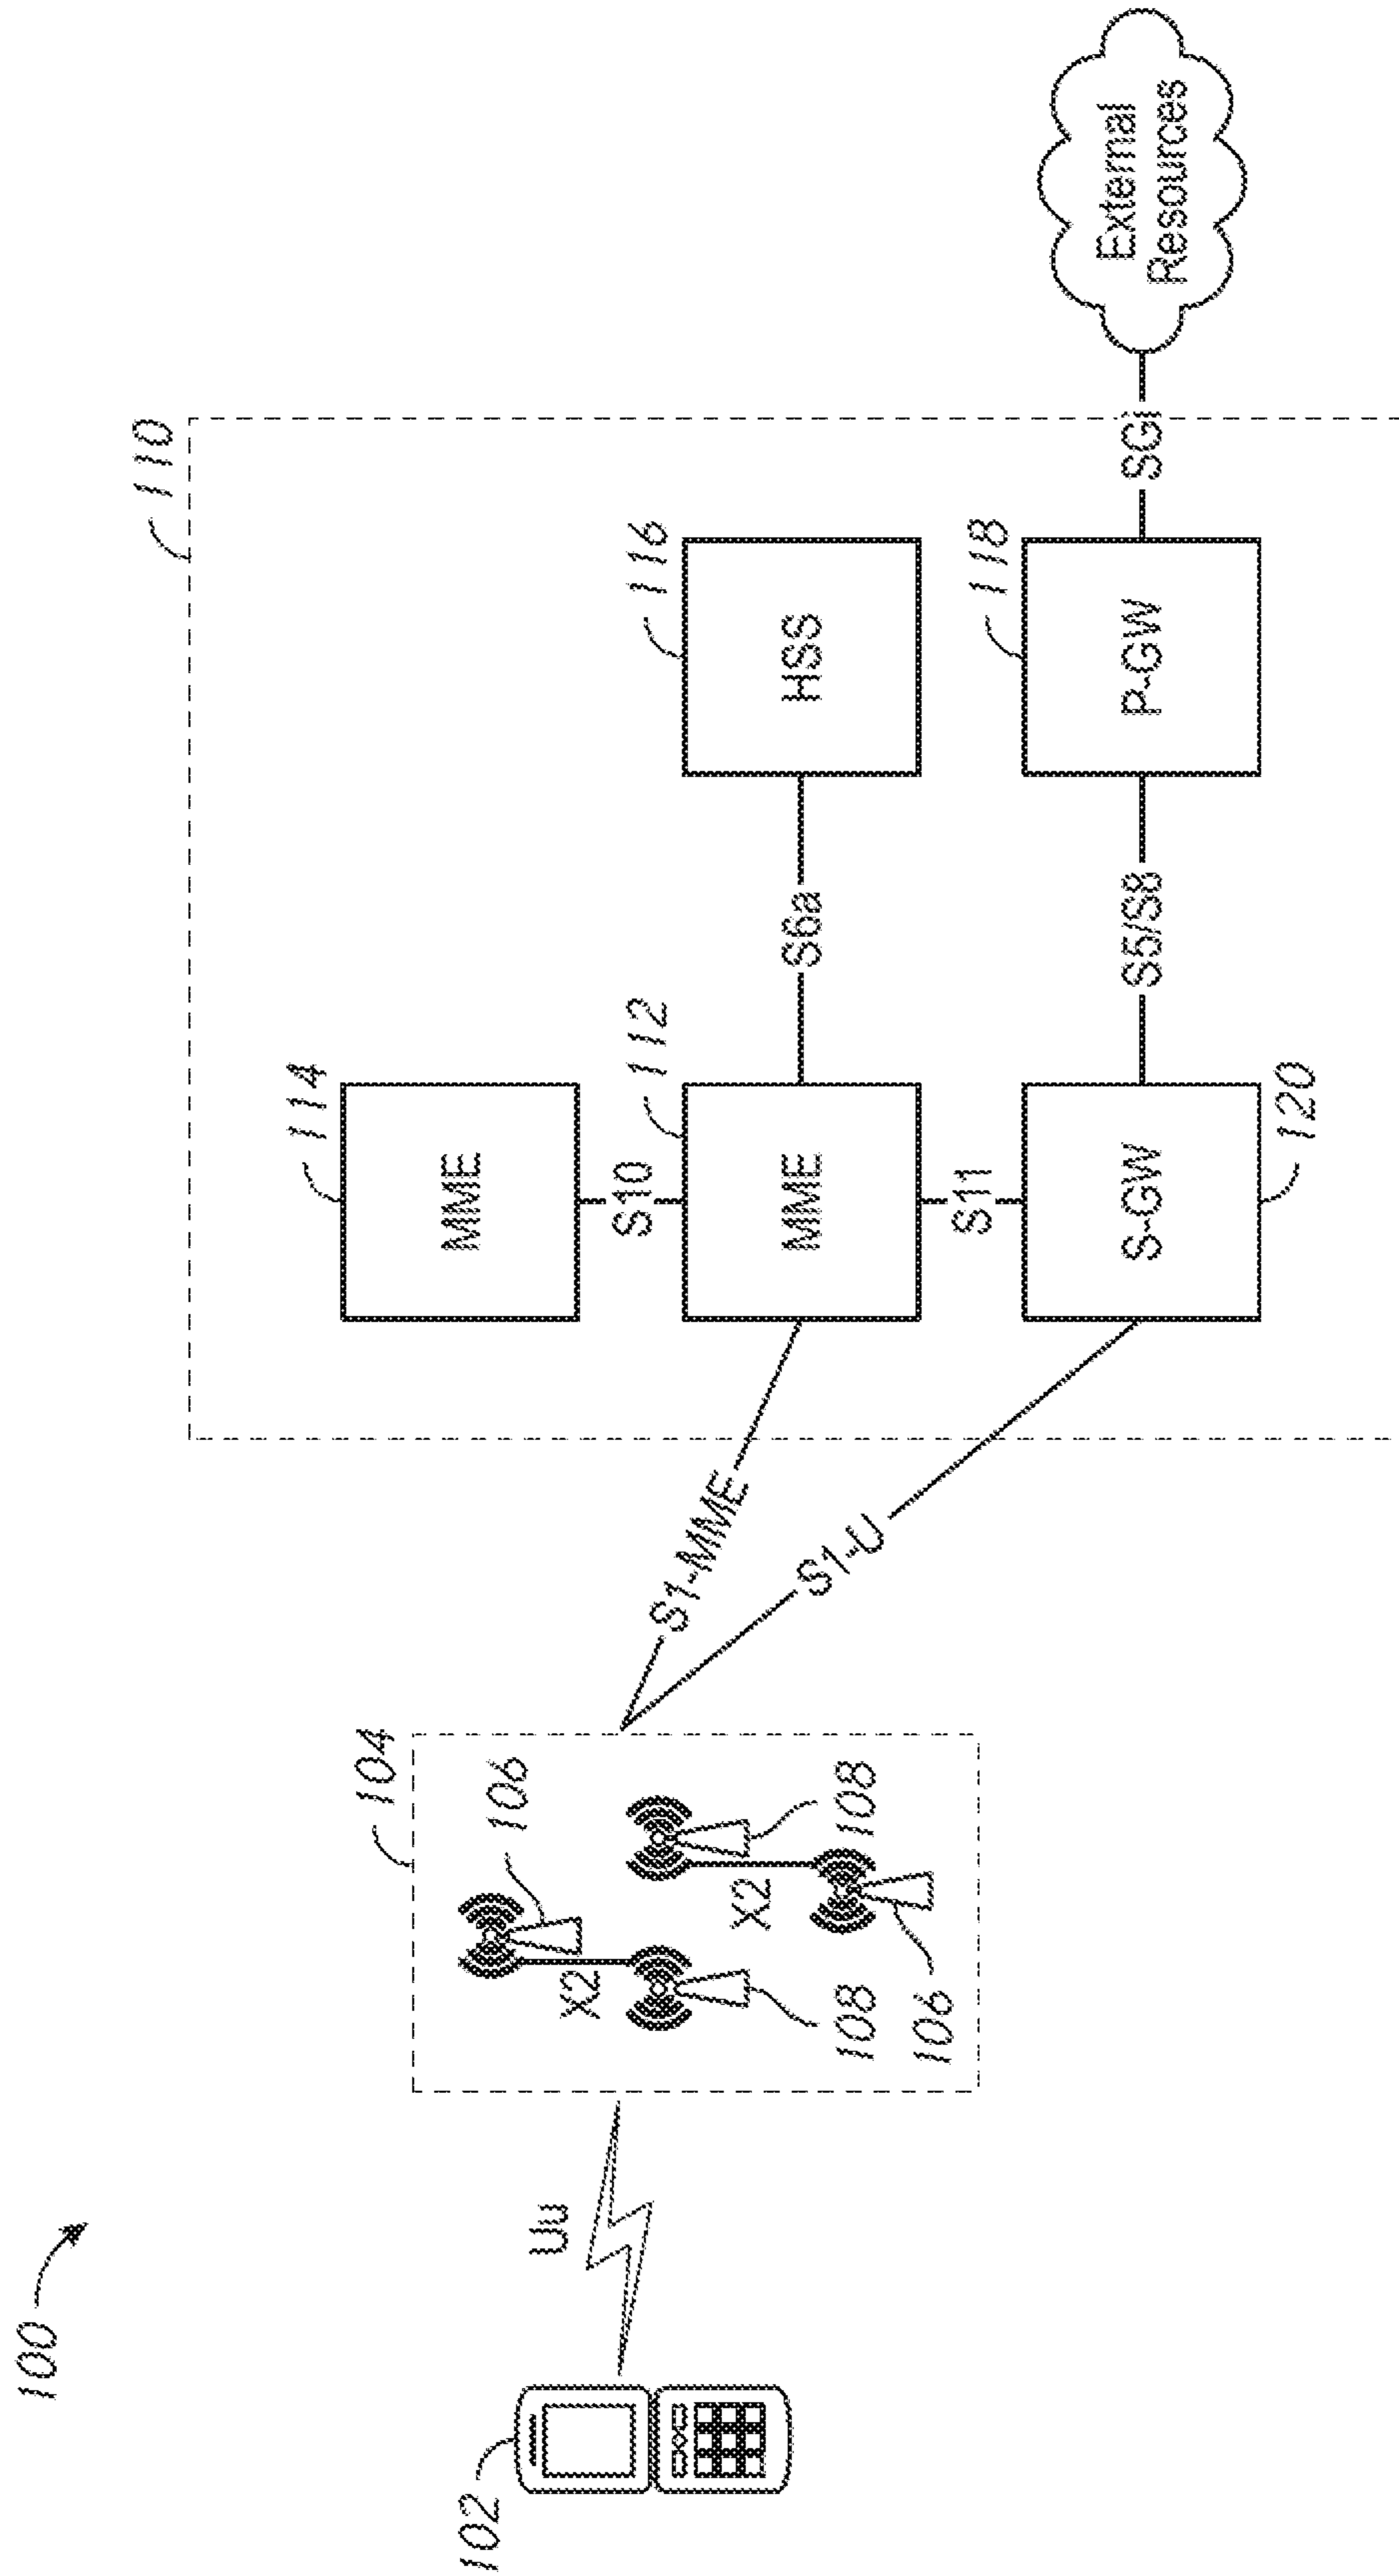 100
102
Uu
104
106
X2
108
108
X2
106
S1-MME
S1-U
110
114
MME
S10
112
MME
S6a
116
HSS
S11
S-GW
120
S5/S8
118
P-GW
SGi
External
Resources